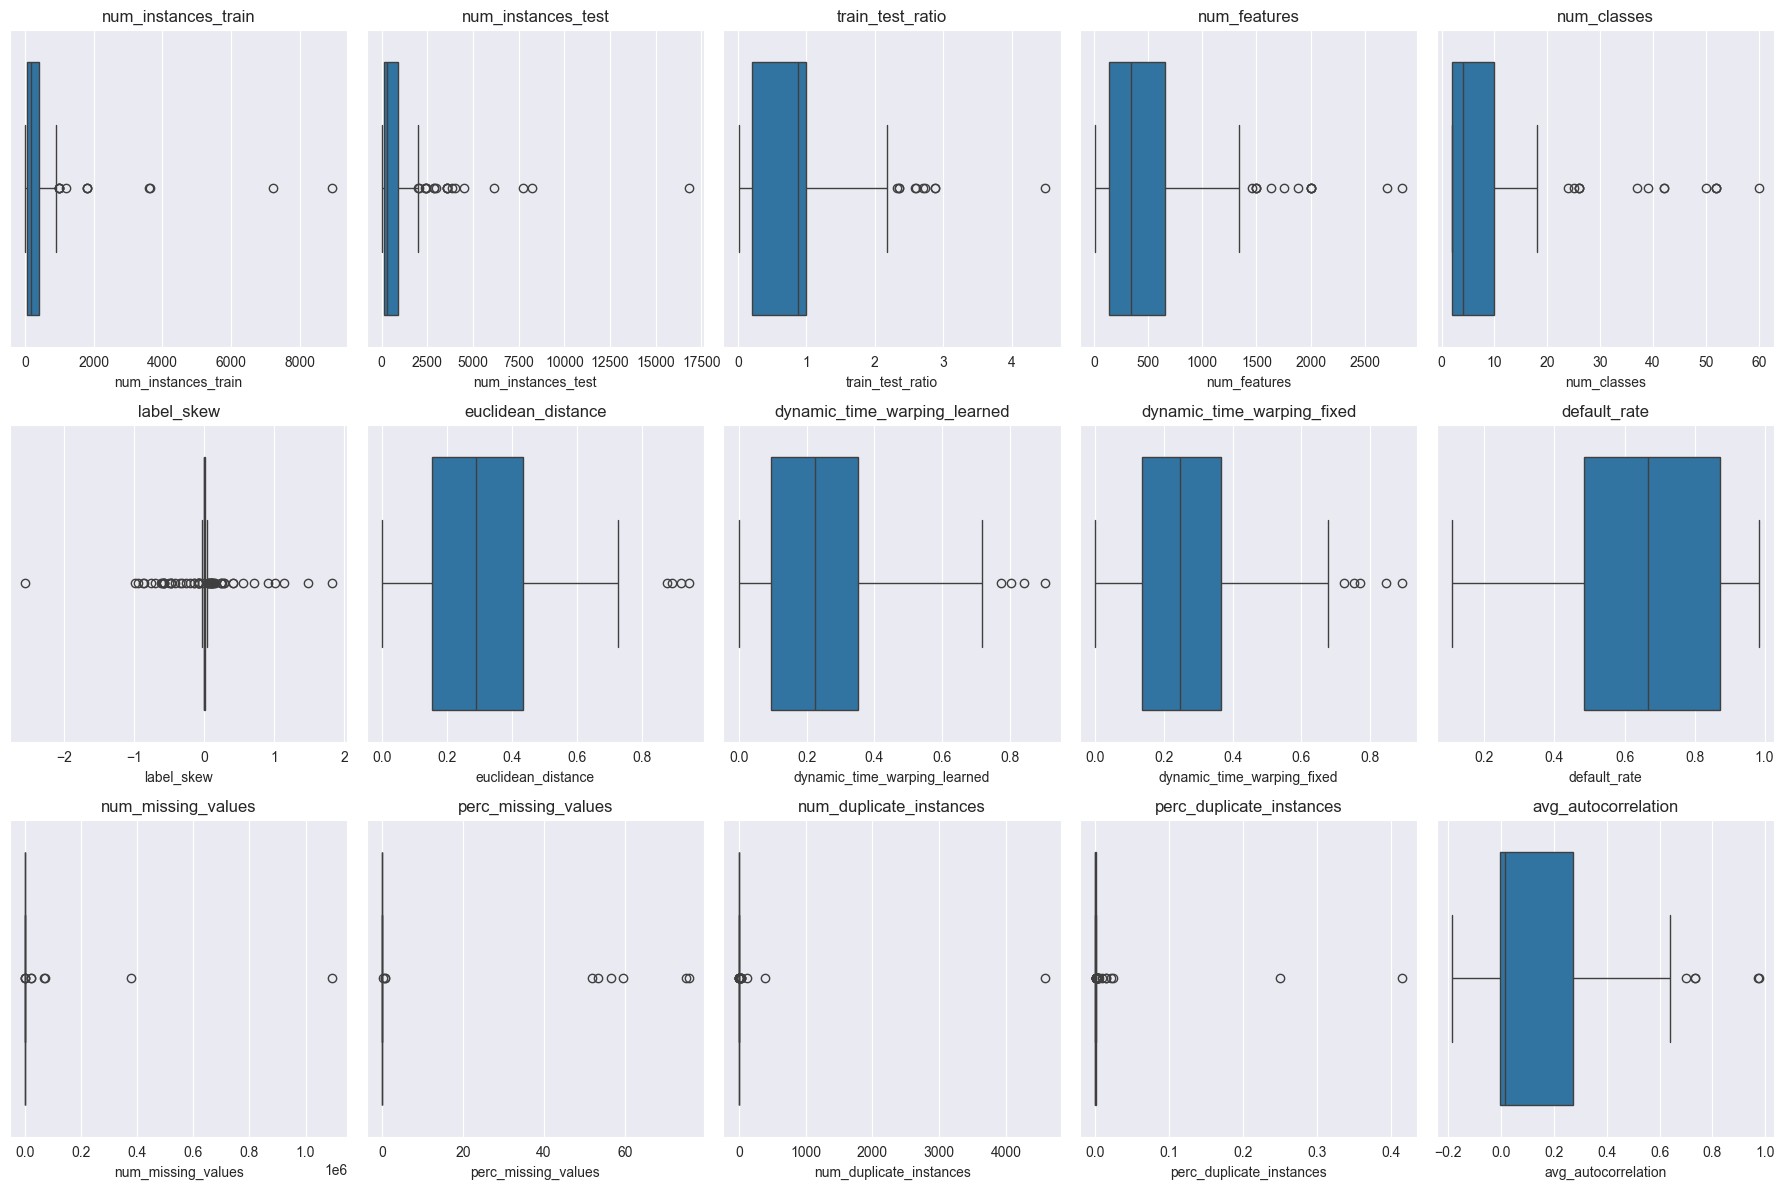 num_instances_train
num_instances_test
train_test_ratio
num_features
num_classes
0 2000 4000 6000 8000
0 2500 5000 7500 10000 12500 15000 17500
0 1 2 3 4
0 500 1000 1500 2000 2500
0 10 20 30 40 50 60
num_instances_train
num_instances_test
train_test_ratio
num_features
num_classes
label_skew
euclidean_distance
dynamic_time_warping_learned
dynamic_time_warping_fixed
default_rate
−2 −1 0 1 2
0.0 0.2 0.4 0.6 0.8
0.0 0.2 0.4 0.6 0.8
0.0 0.2 0.4 0.6 0.8
0.2 0.4 0.6 0.8 1.0
label_skew
euclidean_distance
dynamic_time_warping_learned
dynamic_time_warping_fixed
default_rate
num_missing_values
perc_missing_values
num_duplicate_instances
perc_duplicate_instances
avg_autocorrelation
0.0 0.2 0.4 0.6 0.8 1.0
0 20 40 60
0 1000 2000 3000 4000
0.0 0.1 0.2 0.3 0.4
−0.2 0.0 0.2 0.4 0.6 0.8 1.0
num_missing_values
1e6
perc_missing_values
num_duplicate_instances
perc_duplicate_instances
avg_autocorrelation